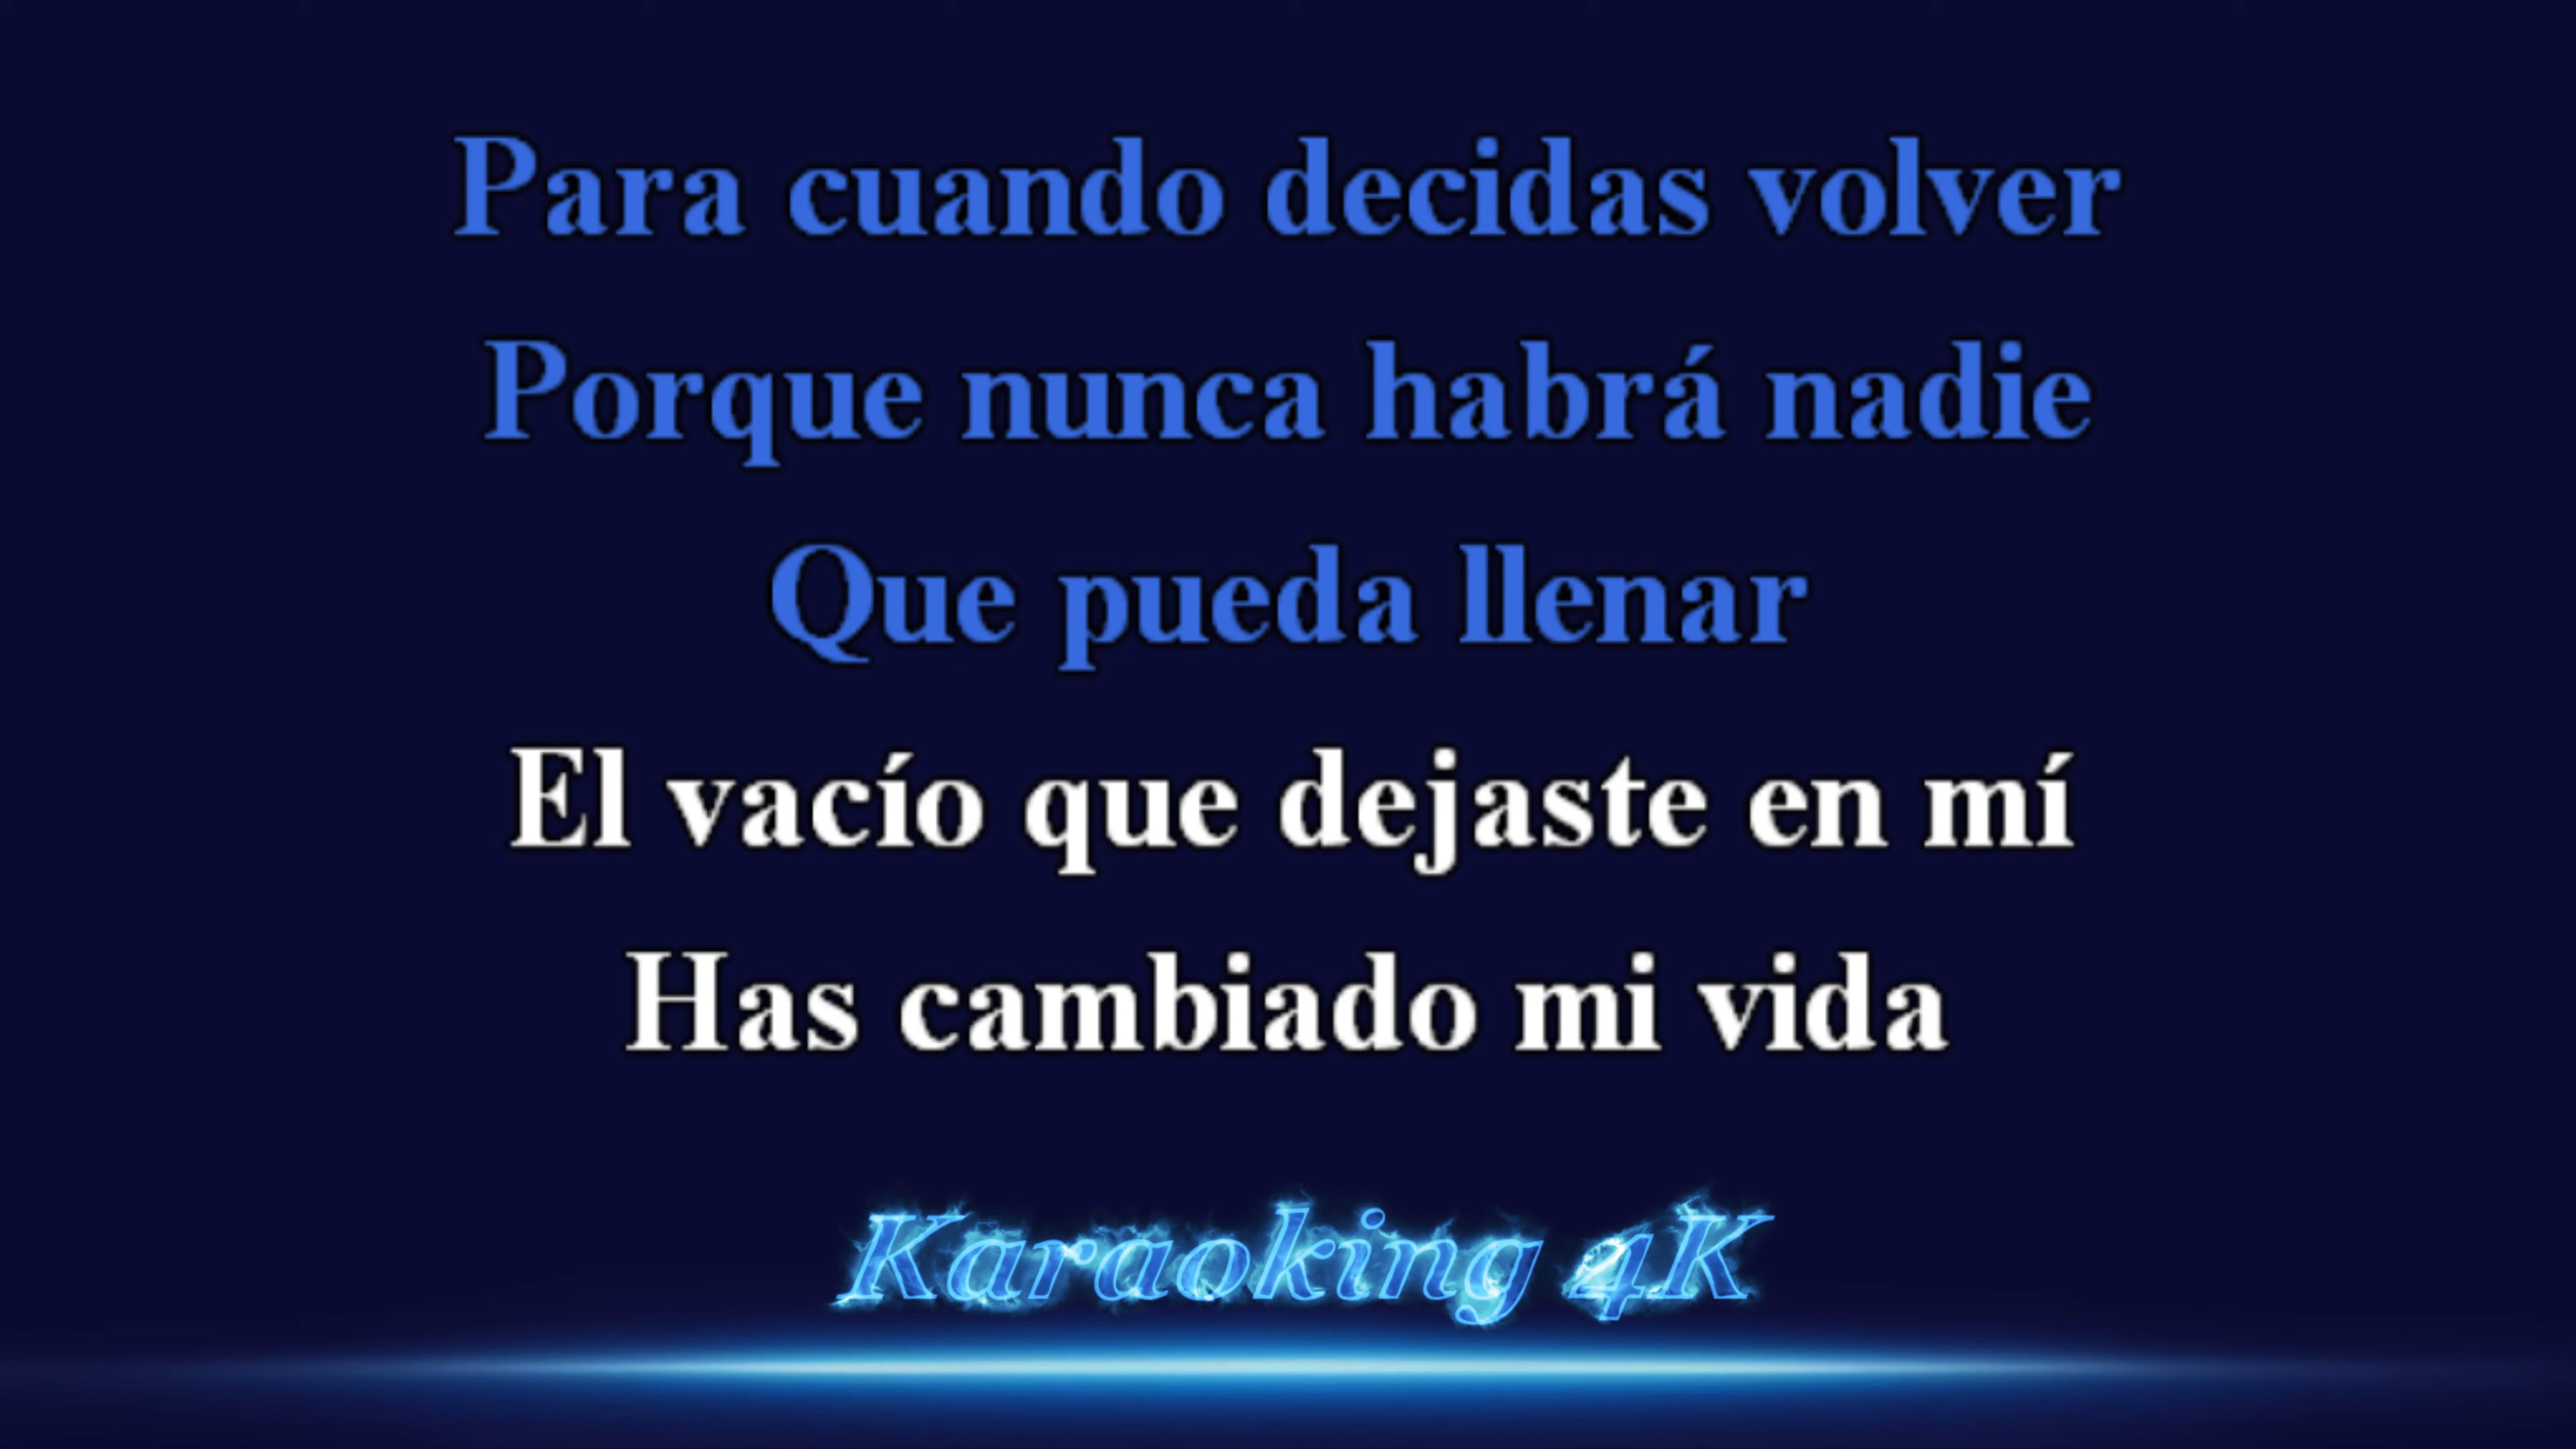 Para cuando decidas volver
Porque nunca habrá nadie
Que pueda llenar
El vacío que dejaste en mí
Has cambiado mi vida
Karaoking 4K